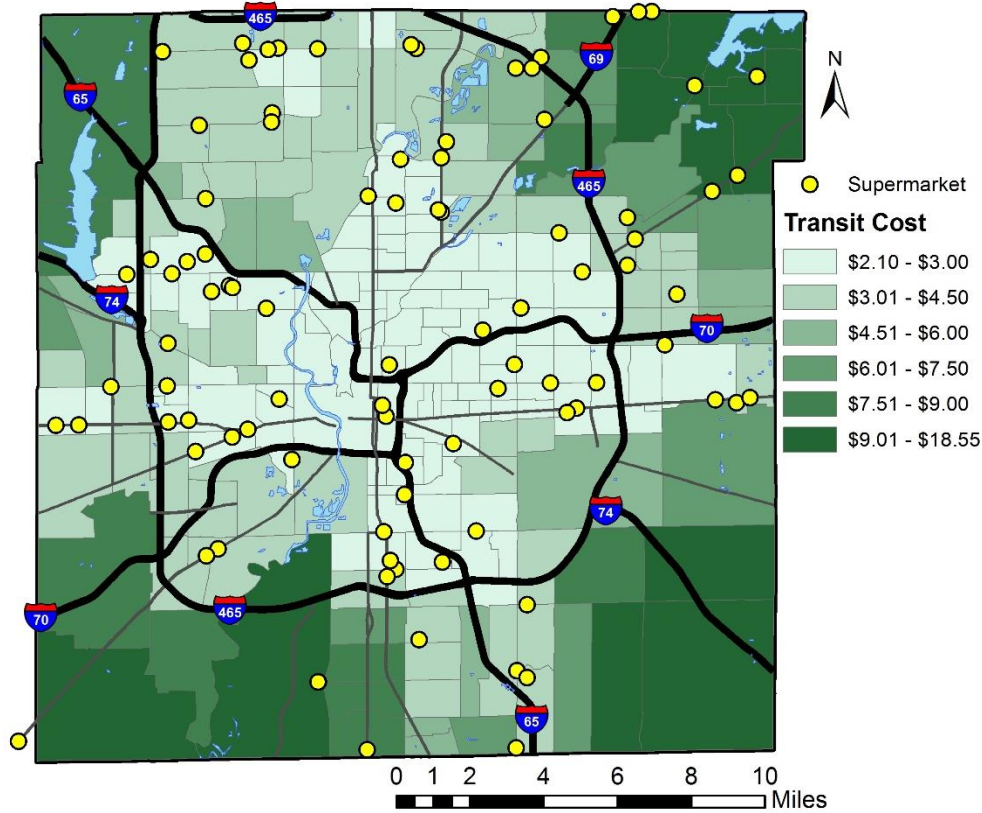 465
69
65
N
465
Supermarket
Transit Cost
$2.10 - $3.00
$3.01 - $4.50
$4.51 - $6.00
$6.01 - $7.50
$7.51 - $9.00
$9.01 - $18.55
74
70
74
70
465
65
0 1 2 4 6 8 10
Miles